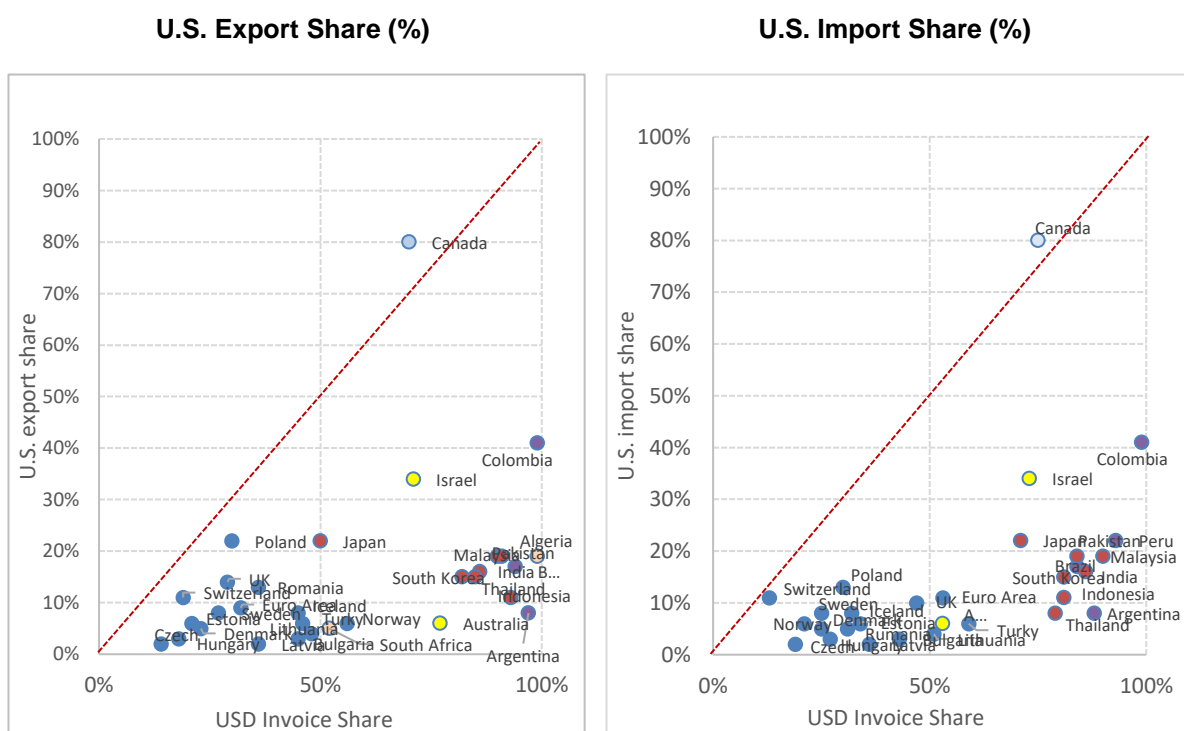 U.S. Export Share (%)
U.S. export share
100%
90%
80%
70%
60%
50%
40%
30%
20%
10%
0%
Canada
Colombia
Israel
Algeria
Poland
Japan
Pakistan
Malaysia
UK
South Korea
India
B...
Romania
Thailand
Switzerland
Indonesia
Euro Area
Iceland
Sweden
Estonia
Turky
Norway
Australia
Lithuania
Czech
Denmark
Hungary
Latvia
Bulgaria
South Africa
Argentina
0%
50%
100%
USD Invoice Share
U.S. Import Share (%)
U.S. import share
100%
90%
80%
70%
60%
50%
40%
30%
20%
10%
0%
Canada
Colombia
Israel
Japan
Pakistan
Peru
Malaysia
Brazil
Poland
South Korea
India
Switzerland
Indonesia
Euro Area
Sweden
UK
Iceland
A...
Argentina
Norway
Denmark
Estonia
Thailand
Rumania
Turky
Czech
Hungary
Latvia
Bulgaria
Lithuania
0%
50%
100%
USD Invoice Share